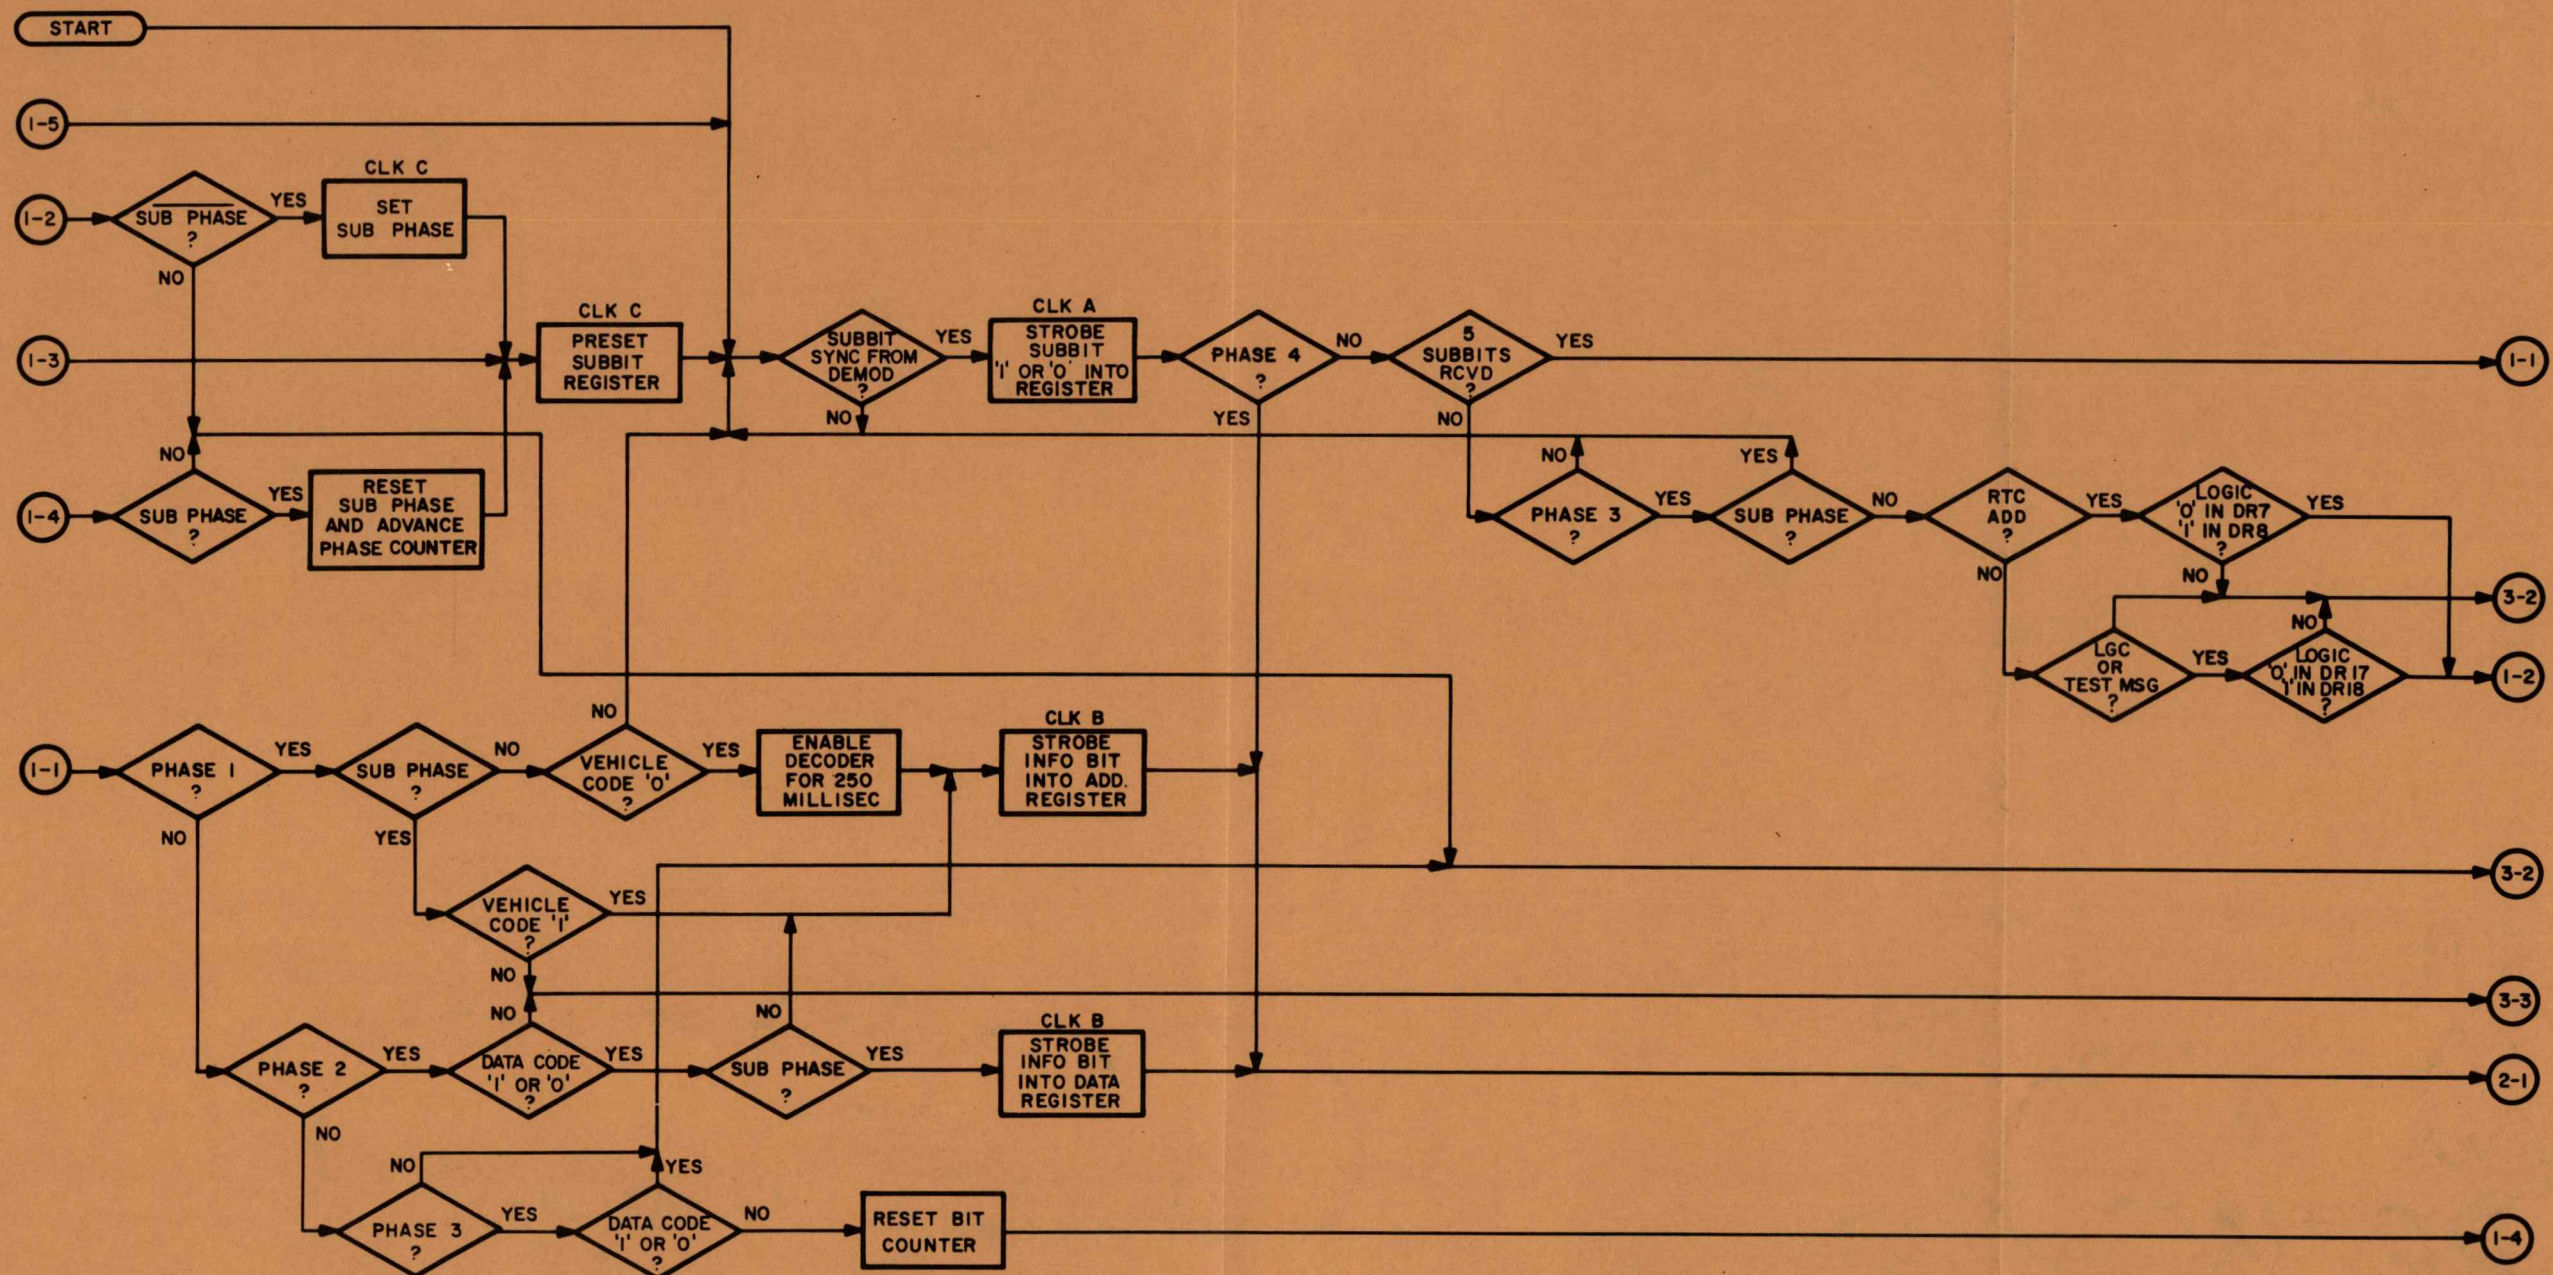 START
1-5
CLK C
1-2
SUB PHASE
?
YES
SET
SUB PHASE
NO
1-3
CLK C
PRESET
SUBBIT
REGISTER
SUBBIT
SYNC FROM
DEMOD
?
YES
NO
CLK A
STROBE
SUBBIT
'1' OR '0' INTO
REGISTER
PHASE 4
?
NO
YES
5
SUBBITS
RCVD
?
YES
NO
1-1
NO
1-4
SUB PHASE
?
YES
RESET
SUB PHASE
AND ADVANCE
PHASE COUNTER
NO
PHASE 3
?
YES
YES
SUB PHASE
?
NO
RTC
ADD
?
YES
NO
LOGIC
'0' IN DR7
'1' IN DR8
?
YES
NO
3-2
LGC
OR
TEST MSG
?
YES
NO
LOGIC
'0' IN DR17
'1' IN DR18
?
1-2
1-1
PHASE 1
?
YES
NO
SUB PHASE
?
NO
YES
NO
VEHICLE
CODE '0'
?
YES
ENABLE
DECODER
FOR 250
MILLISEC
CLK B
STROBE
INFO BIT
INTO ADD.
REGISTER
3-2
VEHICLE
CODE '1'
?
YES
NO
3-3
PHASE 2
?
YES
NO
NO
DATA CODE
'1' OR '0'
?
YES
NO
SUB PHASE
?
YES
CLK B
STROBE
INFO BIT
INTO DATA
REGISTER
2-1
NO
PHASE 3
?
YES
YES
DATA CODE
'1' OR '0'
?
NO
RESET BIT
COUNTER
1-4